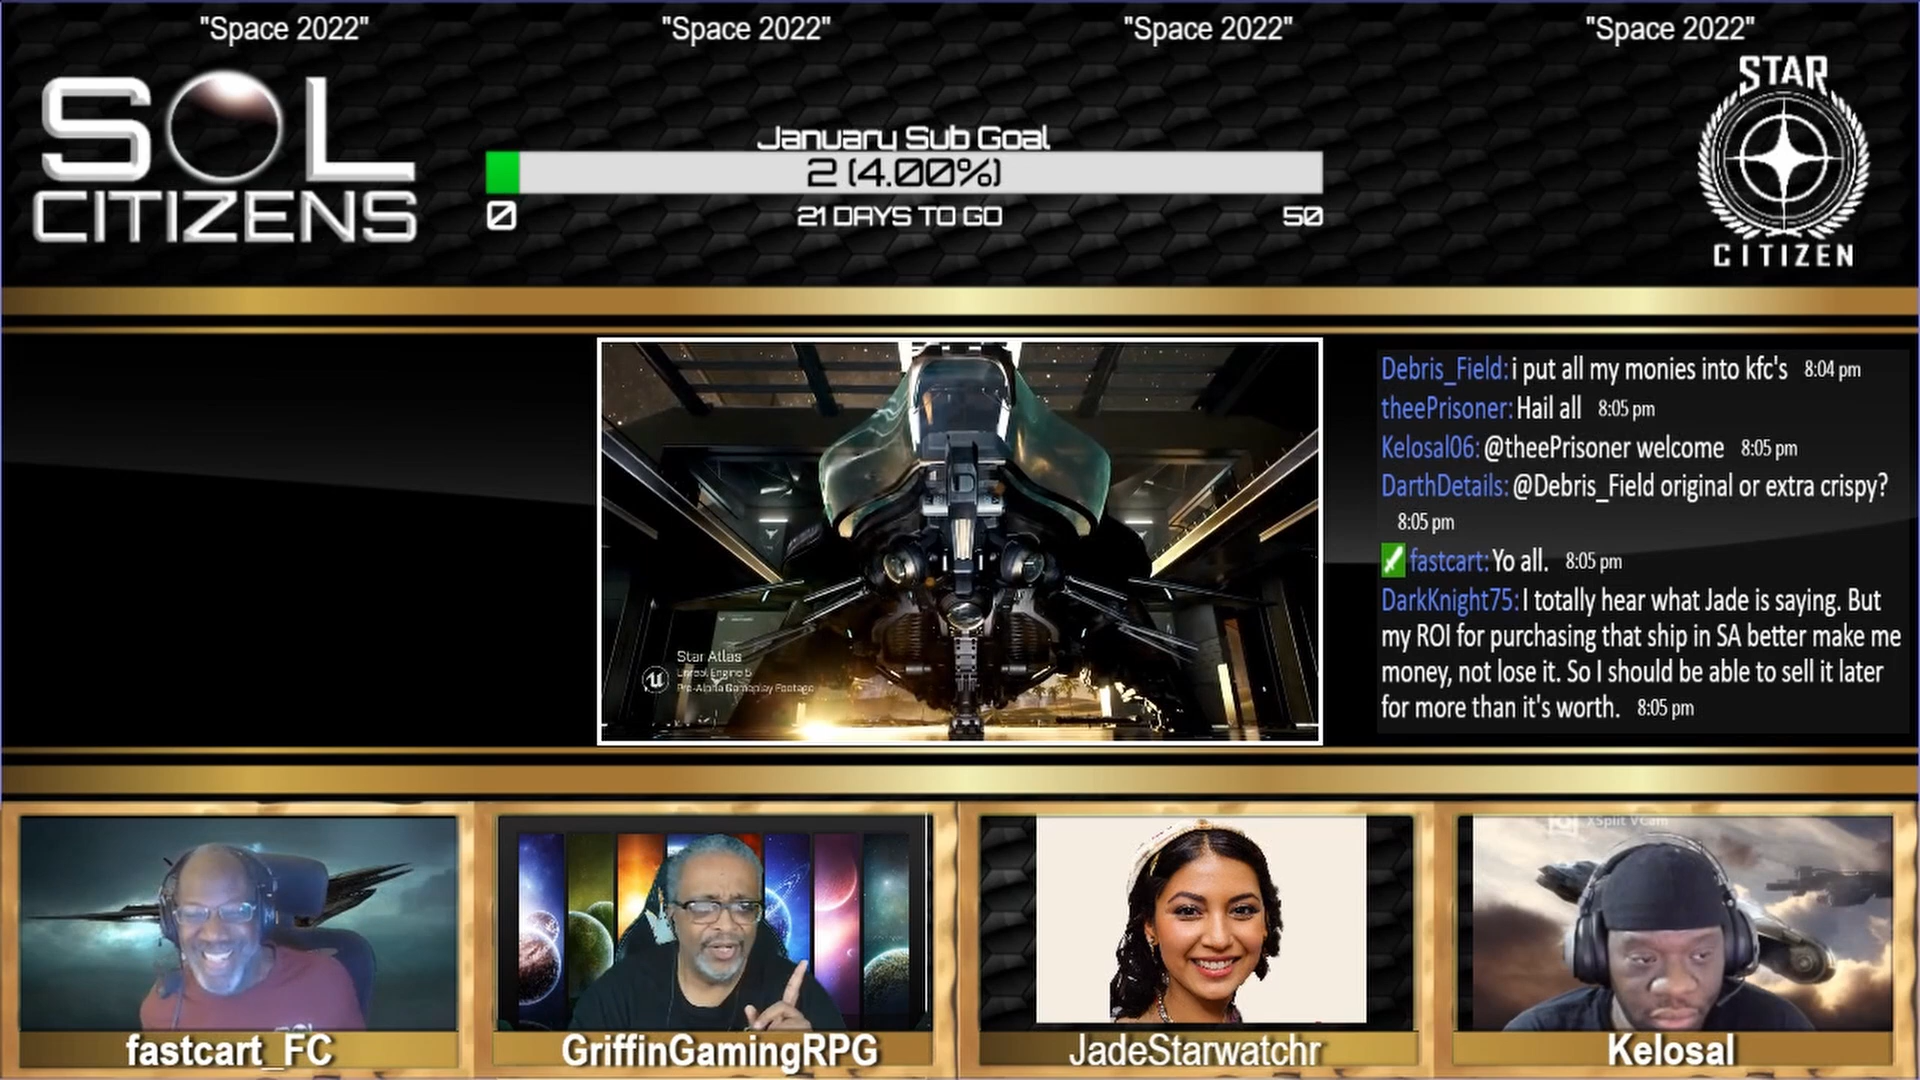 "Space 2022" "Space 2022" "Space 2022" "Space 2022"
SOL
CITIZENS
January Sub Goal
2 (4.00%)
0 21 DAYS TO GO 50
STAR
CITIZEN
Star Atlas
Unreal Engine 5
Pre-Alpha Gameplay Footage
Debris_Field: i put all my monies into kfc's 8:04 pm
theePrisoner: Hail all 8:05 pm
Kelosal06: @theePrisoner welcome 8:05 pm
DarthDetails: @Debris_Field original or extra crispy?
8:05 pm
fastcart: Yo all. 8:05 pm
DarkKnight75: I totally hear what Jade is saying. But
my ROI for purchasing that ship in SA better make me
money, not lose it. So I should be able to sell it later
for more than it's worth. 8:05 pm
XSplit VCam
fastcart_FC
GriffinGamingRPG
JadeStarwatchr
Kelosal